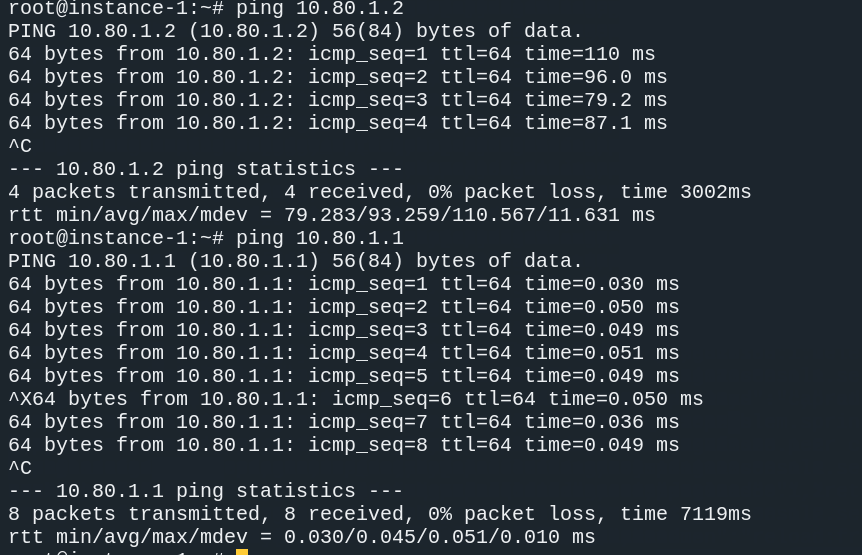 root@instance-1:~# ping 10.80.1.2
PING 10.80.1.2 (10.80.1.2) 56(84) bytes of data.
64 bytes from 10.80.1.2: icmp_seq=1 ttl=64 time=110 ms
64 bytes from 10.80.1.2: icmp_seq=2 ttl=64 time=96.0 ms
64 bytes from 10.80.1.2: icmp_seq=3 ttl=64 time=79.2 ms
64 bytes from 10.80.1.2: icmp_seq=4 ttl=64 time=87.1 ms
^C
--- 10.80.1.2 ping statistics ---
4 packets transmitted, 4 received, 0% packet loss, time 3002ms
rtt min/avg/max/mdev = 79.283/93.259/110.567/11.631 ms
root@instance-1:~# ping 10.80.1.1
PING 10.80.1.1 (10.80.1.1) 56(84) bytes of data.
64 bytes from 10.80.1.1: icmp_seq=1 ttl=64 time=0.030 ms
64 bytes from 10.80.1.1: icmp_seq=2 ttl=64 time=0.050 ms
64 bytes from 10.80.1.1: icmp_seq=3 ttl=64 time=0.049 ms
64 bytes from 10.80.1.1: icmp_seq=4 ttl=64 time=0.051 ms
64 bytes from 10.80.1.1: icmp_seq=5 ttl=64 time=0.049 ms
^X64 bytes from 10.80.1.1: icmp_seq=6 ttl=64 time=0.050 ms
64 bytes from 10.80.1.1: icmp_seq=7 ttl=64 time=0.036 ms
64 bytes from 10.80.1.1: icmp_seq=8 ttl=64 time=0.049 ms
^C
--- 10.80.1.1 ping statistics ---
8 packets transmitted, 8 received, 0% packet loss, time 7119ms
rtt min/avg/max/mdev = 0.030/0.045/0.051/0.010 ms